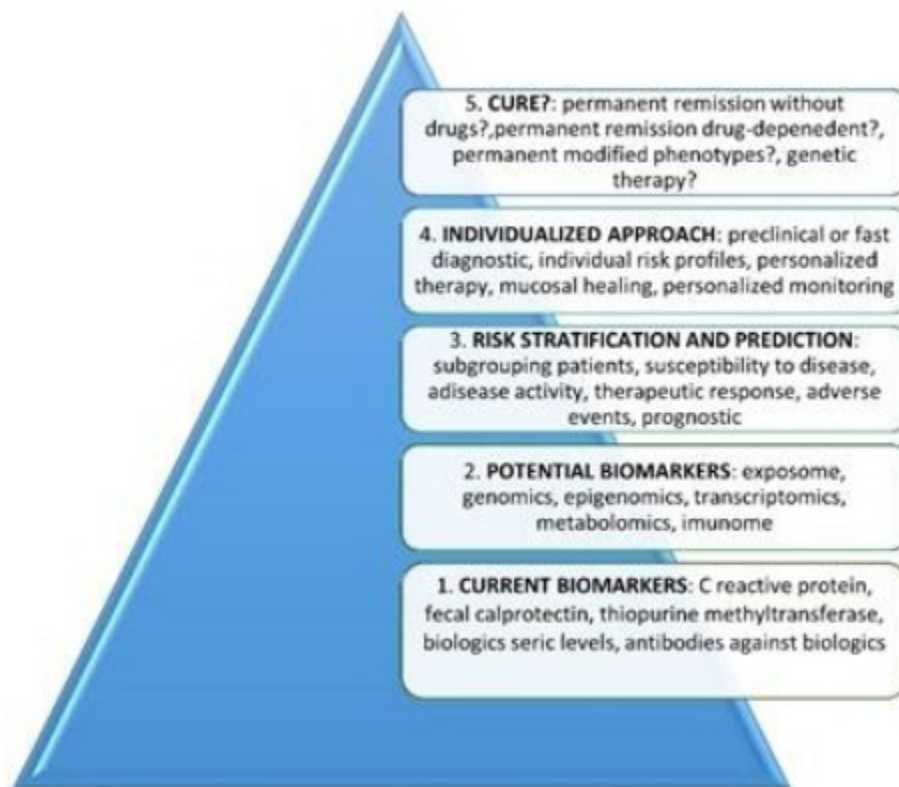 5. CURE?: permanent remission without
drugs?,permanent remission drug-depenedent?,
permanent modified phenotypes?, genetic
therapy?
4. INDIVIDUALIZED APPROACH: preclinical or fast
diagnostic, individual risk profiles, personalized
therapy, mucosal healing, personalized monitoring
3. RISK STRATIFICATION AND PREDICTION:
subgrouping patients, susceptibility to disease,
adisease activity, therapeutic response, adverse
events, prognostic
2. POTENTIAL BIOMARKERS: exposome,
genomics, epigenomics, transcriptomics,
metabolomics, imunome
1. CURRENT BIOMARKERS: C reactive protein,
fecal calprotectin, thiopurine methyltransferase,
biologics seric levels, antibodies against biologics